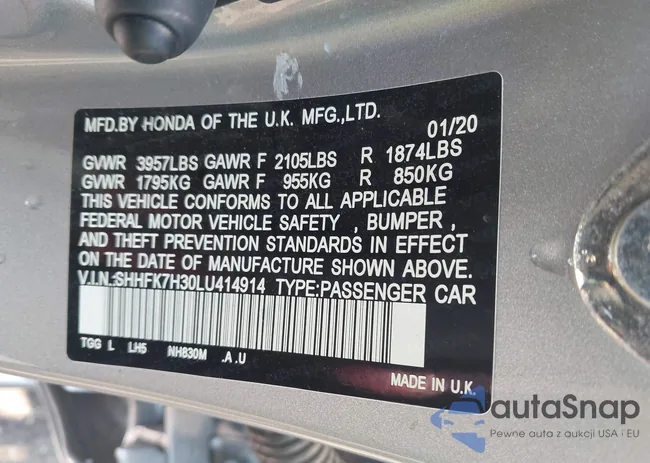 MFD.BY HONDA OF THE U.K. MFG.,LTD.
01/20
GVWR 3957LBS GAWR F 2105LBS R 1874LBS
GVWR 1795KG GAWR F 955KG R 850KG
THIS VEHICLE CONFORMS TO ALL APPLICABLE
FEDERAL MOTOR VEHICLE SAFETY , BUMPER ,
AND THEFT PREVENTION STANDARDS IN EFFECT
ON THE DATE OF MANUFACTURE SHOWN ABOVE.
V.I.N.:SHHFK7H30LU414914 TYPE:PASSENGER CAR
TGG L LH5 NH830M .A .U
MADE IN U.K.
autaSnap
Pewne auta z aukcji USA i EU